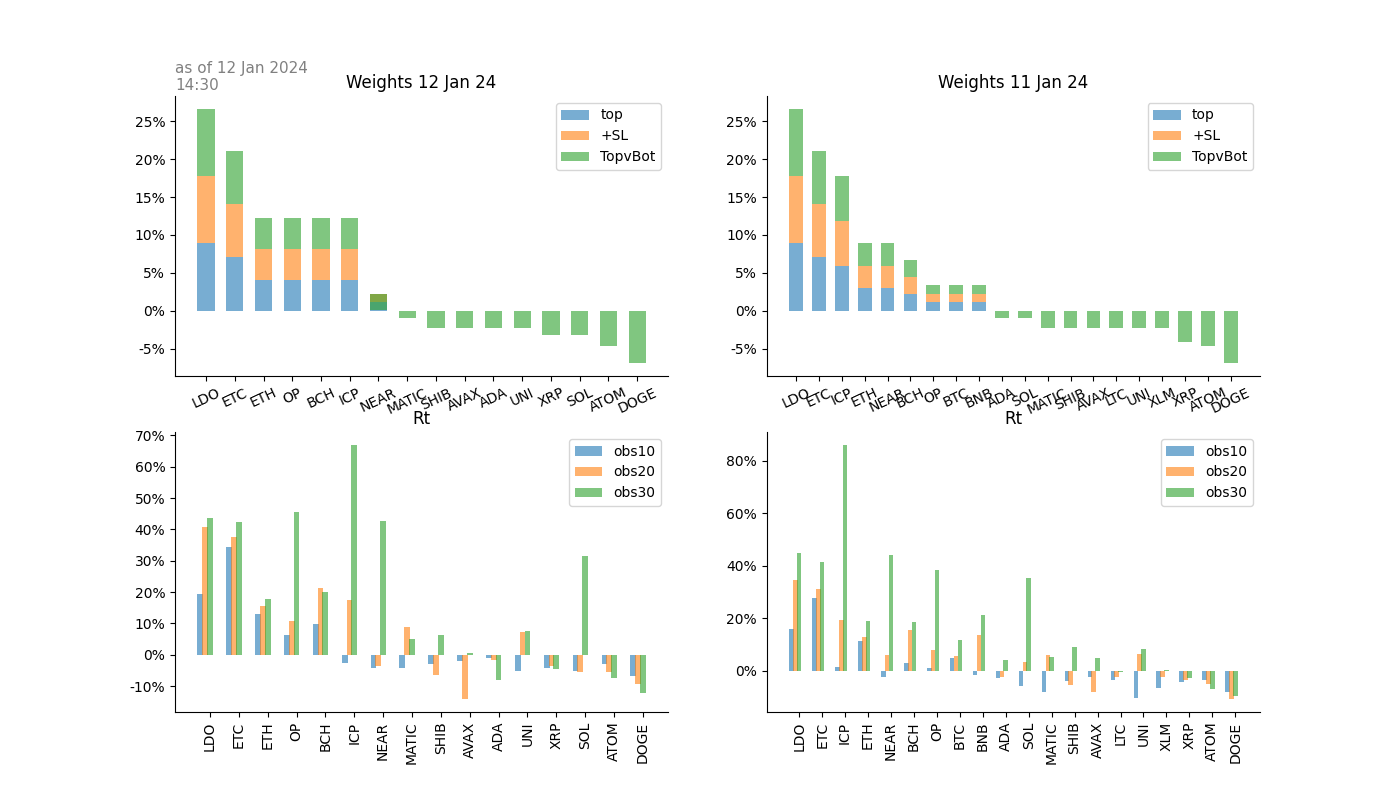 as of 12 Jan 2024
14:30
Weights 12 Jan 24
25%
20%
15%
10%
5%
0%
-5%
top
+SL
TopvBot
LDO ETC ETH OP BCH ICP NEAR MATIC SHIB AVAX ADA UNI XRP SOL ATOM DOGE
Weights 11 Jan 24
25%
20%
15%
10%
5%
0%
-5%
top
+SL
TopvBot
LDO ETC ICP ETH NEAR BCH OP BTC BNB ADA SOL MATIC SHIB AVAX LTC UNI XLM XRP ATOM DOGE
Rt
70%
60%
50%
40%
30%
20%
10%
0%
-10%
obs10
obs20
obs30
LDO ETC ETH OP BCH ICP NEAR MATIC SHIB AVAX ADA UNI XRP SOL ATOM DOGE
Rt
80%
60%
40%
20%
0%
obs10
obs20
obs30
LDO ETC ICP ETH NEAR BCH OP BTC BNB ADA SOL MATIC SHIB AVAX LTC UNI XLM XRP ATOM DOGE